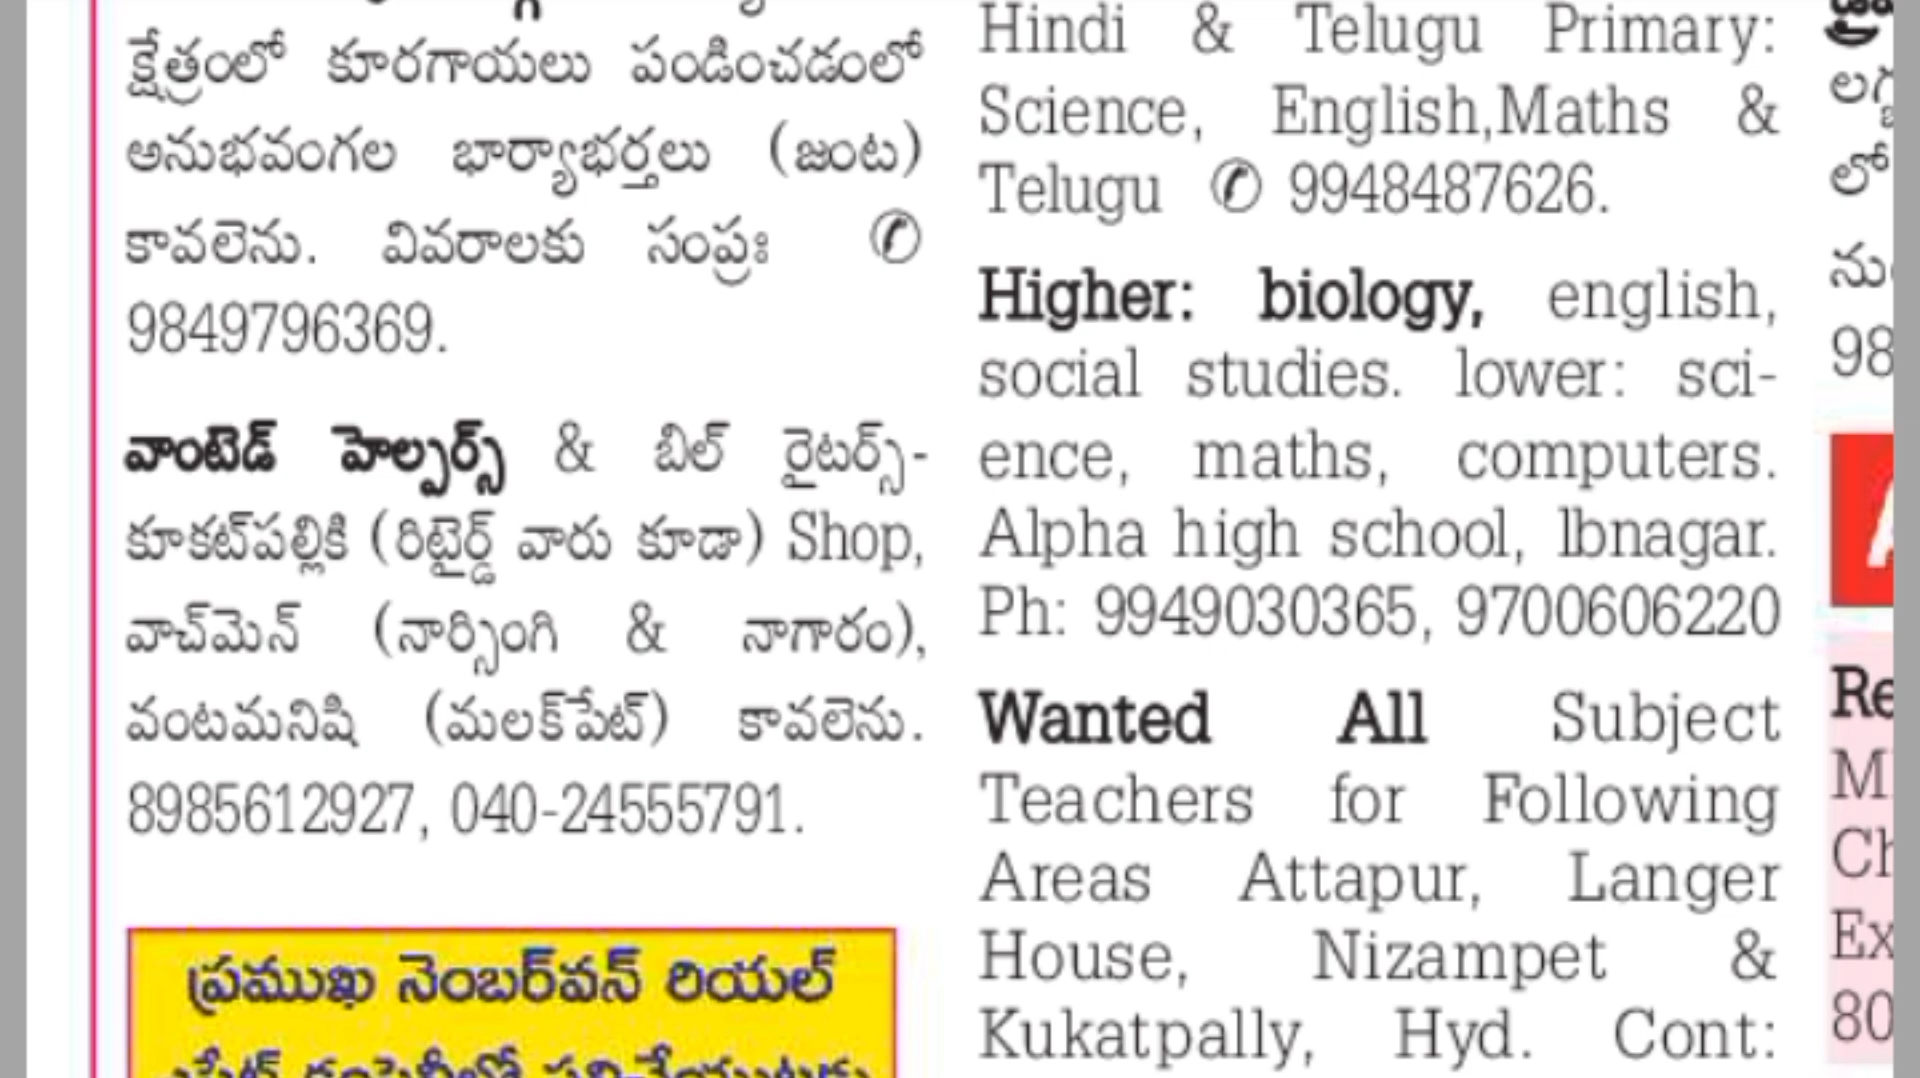 క్షేత్రంలో కూరగాయలు పండించడంలో
అనుభవంగల భార్యాభర్తలు (జంట)
కావలెను. వివరాలకు సంప్రః ✆
9849796369.
వాంటెడ్ హెల్పర్స్ & బిల్ రైటర్స్-
కూకట్‌పల్లికి (రిటైర్డ్ వారు కూడా) Shop,
వాచ్‌మెన్ (నార్సింగి & నాగారం),
వంటమనిషి (మలక్‌పేట్) కావలెను.
8985612927, 040-24555791.
ప్రముఖ నెంబర్‌వన్ రియల్
Hindi & Telugu Primary:
Science, English,Maths &
Telugu ✆ 9948487626.
Higher: biology, english,
social studies. lower: sci-
ence, maths, computers.
Alpha high school, lbnagar.
Ph: 9949030365, 9700606220
Wanted All Subject
Teachers for Following
Areas Attapur, Langer
House, Nizampet &
Kukatpally, Hyd. Cont: